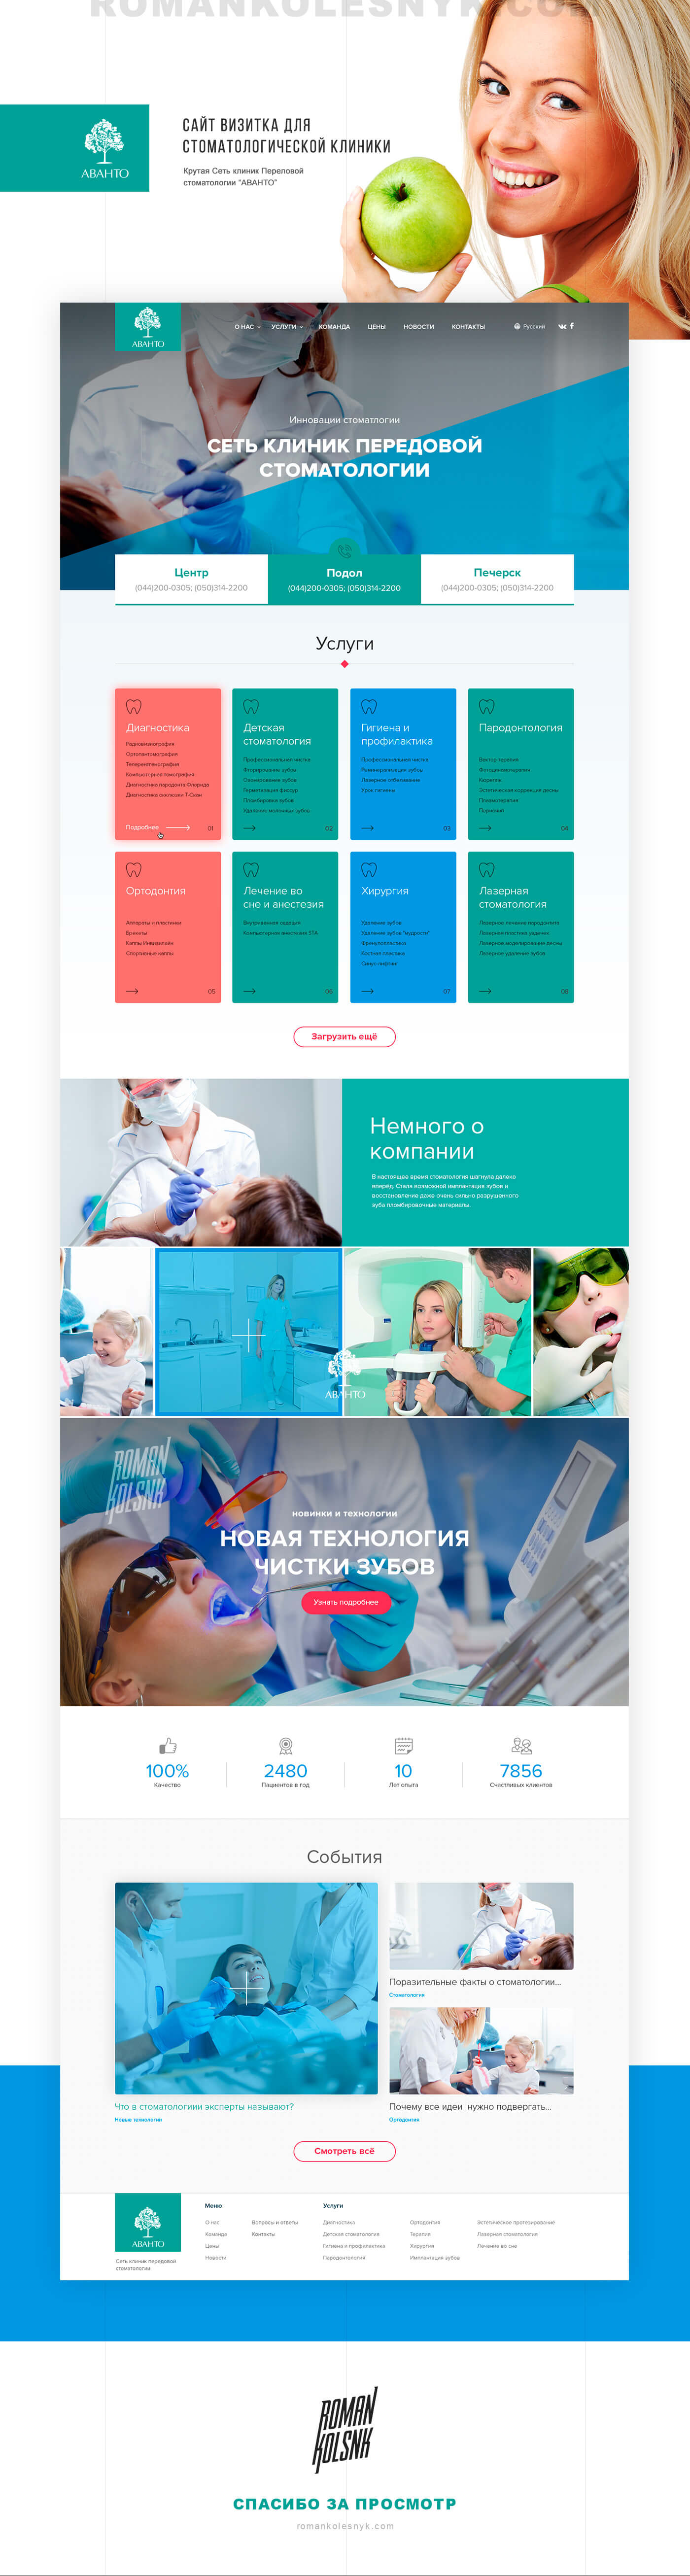 ROMANKOLESNYK.COM
АВАНТО
САЙТ ВИЗИТКА ДЛЯ
СТОМАТОЛОГИЧЕСКОЙ КЛИНИКИ
Крутая Сеть клиник Переловой
стоматологии "АВАНТО"
АВАНТО
О НАС
УСЛУГИ
КОМАНДА
ЦЕНЫ
НОВОСТИ
КОНТАКТЫ
Русский
Инновации стоматлогии
СЕТЬ КЛИНИК ПЕРЕДОВОЙ
СТОМАТОЛОГИИ
Центр
(044)200-0305; (050)314-2200
Подол
(044)200-0305; (050)314-2200
Печерск
(044)200-0305; (050)314-2200
Услуги
Диагностика
Радиовизиография
Ортопантомография
Телерентгенография
Компьютерная томография
Диагностика пародонта Флорида
Диагностика окклюзии Т-Скан
Подробнее
01
Детская
стоматология
Профессиональная чистка
Фторирование зубов
Озонирование зубов
Герметизация фиссур
Пломбировка зубов
Удаление молочных зубов
02
Гигиена и
профилактика
Профессиональная чистка
Реминерализация зубов
Лазерное отбеливание
Урок гигиены
03
Пародонтология
Вектор-терапия
Фотодинамотерапия
Кюретаж
Эстетическая коррекция десны
Плазмотерапия
04
Ортодонтия
Аппараты и пластинки
Брекеты
Каппы Инвизилайн
Спортивные каппы
05
Лечение во
сне и анестезия
Внутривенная седация
Компьютерная анестезия STA
06
Хирургия
Удаление зубов
Удаление зубов "мудрости"
Френулопластика
Костная пластика
Синус-лифтинг
07
Лазерная
стоматология
Лазерное лечение пародонтита
Лазерная пластика уздечек
Лазерное моделирование десны
Лазерное удаление зубов
08
Загрузить ещё
Немного о
компании
В настоящее время стоматология шагнула далеко
вперёд. Стала возможной имплантация зубов и
восстановление даже очень сильно разрушенного
зуба пломбировочные материалы.
АВАНТО
ROMAN
KOLSNK
новинки и технологии
НОВАЯ ТЕХНОЛОГИЯ
ЧИСТКИ ЗУБОВ
Узнать подробнее
100%
Качество
2480
Пациентов в год
10
Лет опыта
7856
Счастливых клиентов
События
Что в стоматологиии эксперты называют?
Новые технологии
Поразительные факты о стоматологии...
Стоматология
Почему все идеи нужно подвергать...
Ортодонтия
Смотреть всё
АВАНТО
Сеть клиник передовой
стоматологии
Меню
О нас
Команда
Цены
Новости
Вопросы и ответы
Контакты
Услуги
Диагностика
Детская стоматология
Гигиена и профилактика
Пародонтология
Ортодонтия
Терапия
Хирургия
Имплантация зубов
Эстетическое протезирование
Лазерная стоматология
Лечение во сне
ROMAN
KOLSNK
СПАСИБО ЗА ПРОСМОТР
romankolesnyk.com